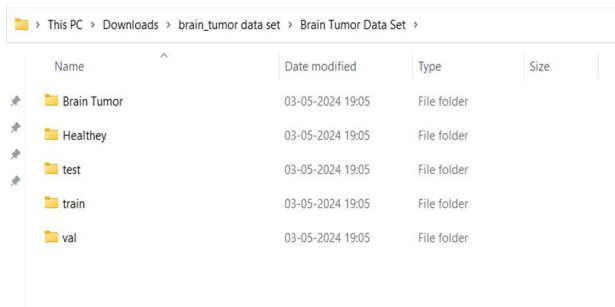 This PC > Downloads > brain_tumor data set > Brain Tumor Data Set >
Name Date modified Type Size
Brain Tumor 03-05-2024 19:05 File folder
Healthey 03-05-2024 19:05 File folder
test 03-05-2024 19:05 File folder
train 03-05-2024 19:05 File folder
val 03-05-2024 19:05 File folder